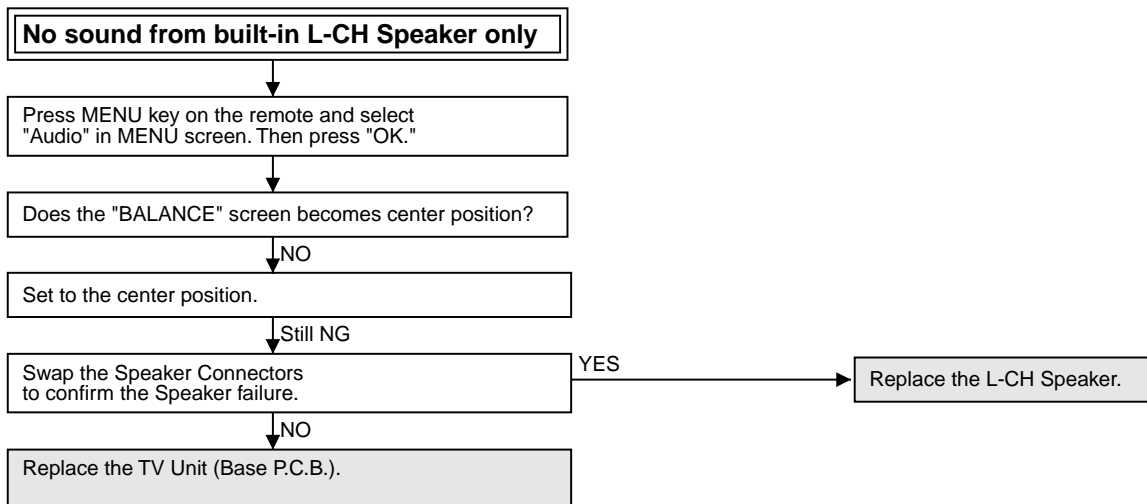 No sound from built-in L-CH Speaker only
Press MENU key on the remote and select
"Audio" in MENU screen. Then press "OK."
Does the "BALANCE" screen becomes center position?
NO
Set to the center position.
Still NG
Swap the Speaker Connectors
to confirm the Speaker failure.
YES
Replace the L-CH Speaker.
NO
Replace the TV Unit (Base P.C.B.).